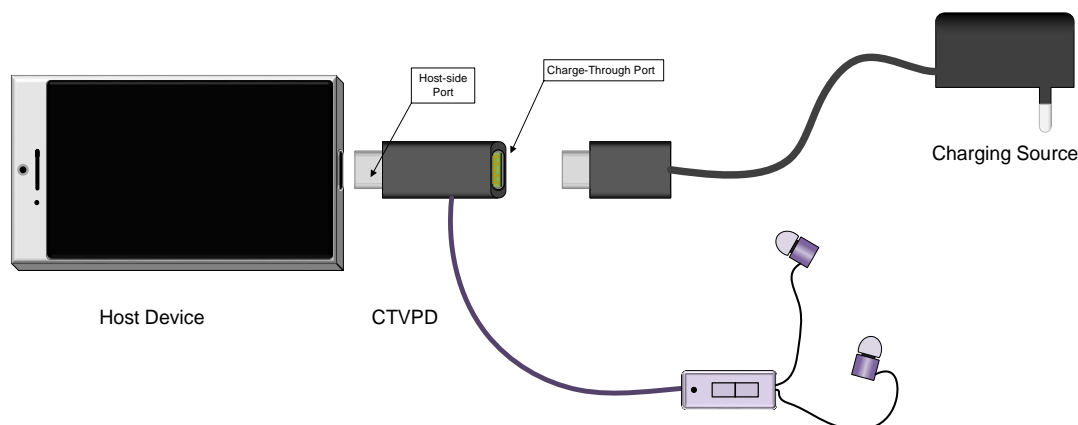 Host-side
Port
Charge-Through Port
Charging Source
Host Device
CTVPD